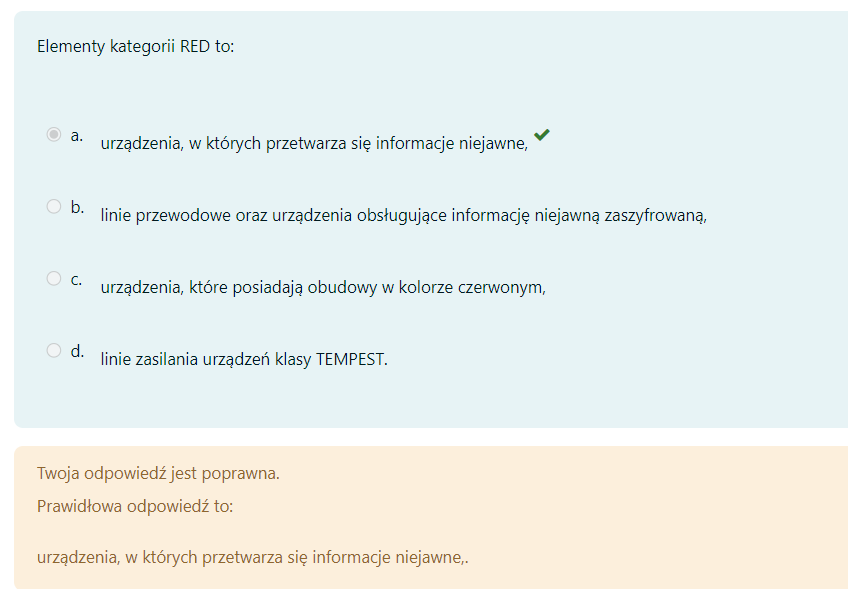 Elementy kategorii RED to:
a. urządzenia, w których przetwarza się informacje niejawne,
b. linie przewodowe oraz urządzenia obsługujące informację niejawną zaszyfrowaną,
c. urządzenia, które posiadają obudowy w kolorze czerwonym,
d. linie zasilania urządzeń klasy TEMPEST.
Twoja odpowiedź jest poprawna.
Prawidłowa odpowiedź to:
urządzenia, w których przetwarza się informacje niejawne,.